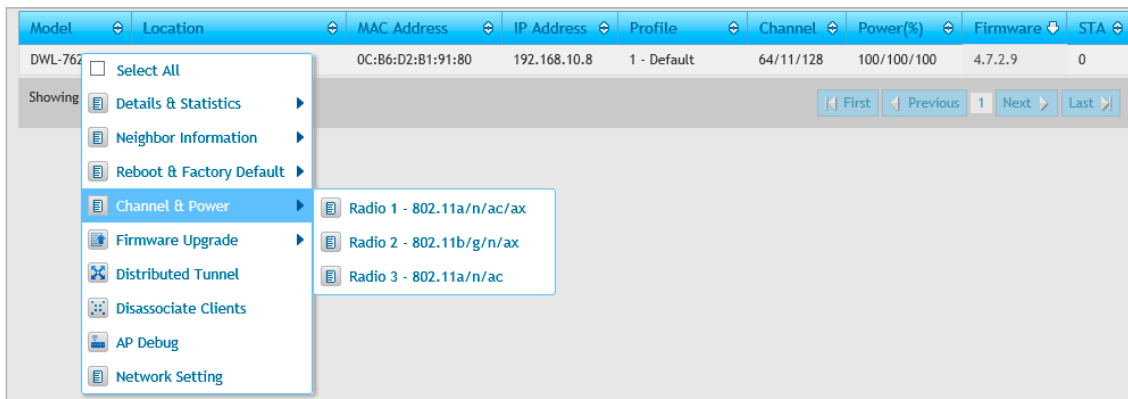 Model Location MAC Address IP Address Profile Channel Power(%) Firmware STA
DWL-762 0C:B6:D2:B1:91:80 192.168.10.8 1 - Default 64/11/128 100/100/100 4.7.2.9 0
Showing First Previous 1 Next Last
Select All
Details & Statistics
Neighbor Information
Reboot & Factory Default
Channel & Power
Radio 1 - 802.11a/n/ac/ax
Radio 2 - 802.11b/g/n/ax
Radio 3 - 802.11a/n/ac
Firmware Upgrade
Distributed Tunnel
Disassociate Clients
AP Debug
Network Setting